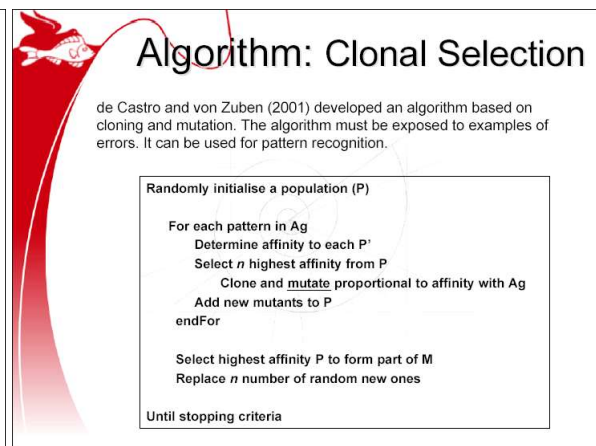 Algorithm: Clonal Selection
de Castro and von Zuben (2001) developed an algorithm based on
cloning and mutation. The algorithm must be exposed to examples of
errors. It can be used for pattern recognition.
Randomly initialise a population (P)
For each pattern in Ag
Determine affinity to each P'
Select n highest affinity from P
Clone and mutate proportional to affinity with Ag
Add new mutants to P
endFor
Select highest affinity P to form part of M
Replace n number of random new ones
Until stopping criteria